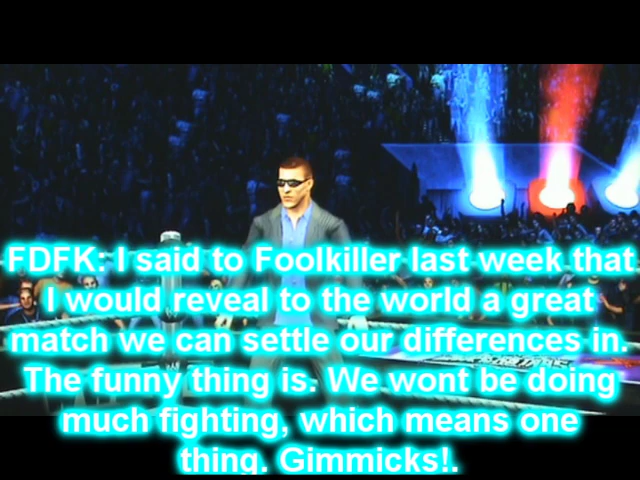 FDFK: I said to Foolkiller last week that
I would reveal to the world a great
match we can settle our differences in.
The funny thing is. We wont be doing
much fighting, which means one
thing. Gimmicks!.